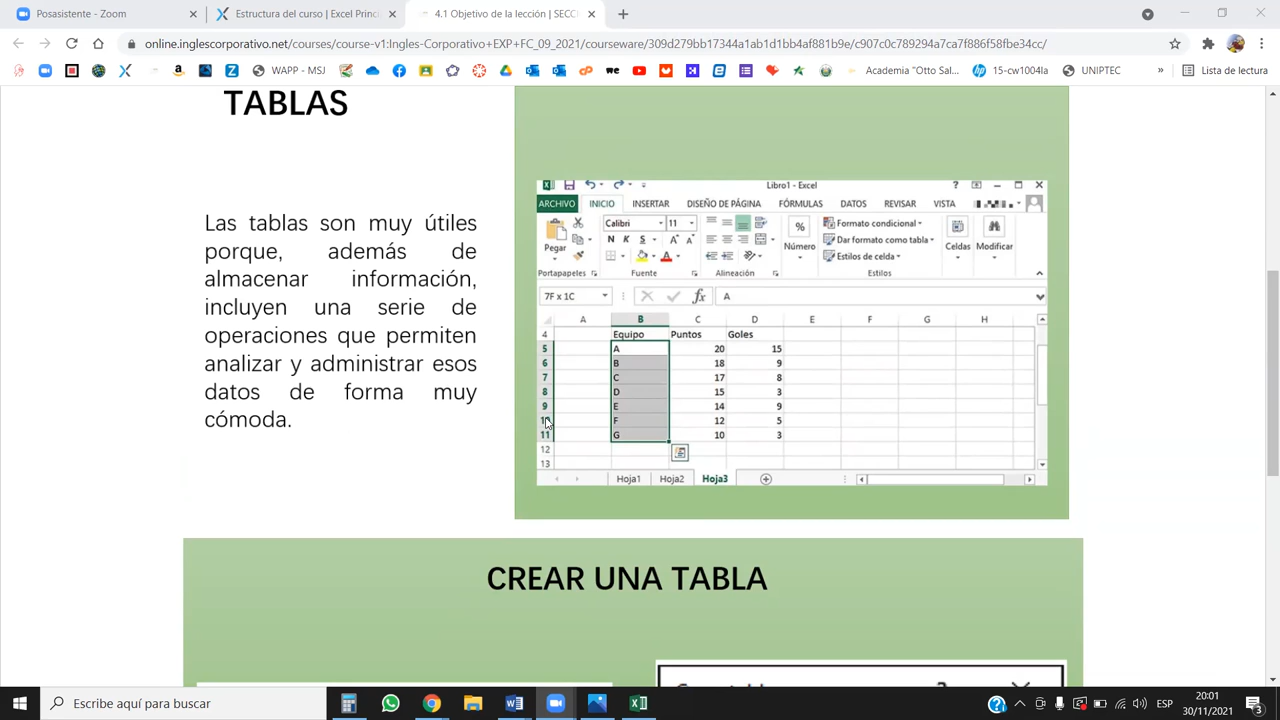 Posasistente - Zoom
Estructura del curso | Excel Princi
4.1 Objetivo de la lección | SECCI
online.inglescorporativo.net/courses/course-v1:Ingles-Corporativo+EXP+FC_09_2021/courseware/309d279bb17344a1ab1d1bb4af881b9e/c907c0c789294a7ca7f886f58fbe34cc/
WAPP - MSJ
Academia "Otto Sal...
15-cw1004la
UNIPTEC
»
Lista de lectura
TABLAS
Las tablas son muy útiles
porque, además de
almacenar información,
incluyen una serie de
operaciones que permiten
analizar y administrar esos
datos de forma muy
cómoda.
Libro1 - Excel
ARCHIVO INICIO INSERTAR DISEÑO DE PÁGINA FÓRMULAS DATOS REVISAR VISTA
Pegar
Calibri 11
N K S
Número
Formato condicional
Dar formato como tabla
Estilos de celda
Celdas
Modificar
Portapapeles Fuente Alineación Estilos
7F x 1C fx A
A B C D E F G H
4 Equipo Puntos Goles
5 A 20 15
6 B 18 9
7 C 17 8
8 D 15 3
9 E 14 9
10 F 12 5
11 G 10 3
12
13
Hoja1 Hoja2 Hoja3
CREAR UNA TABLA
Escribe aquí para buscar
ESP
20:01
30/11/2021
3